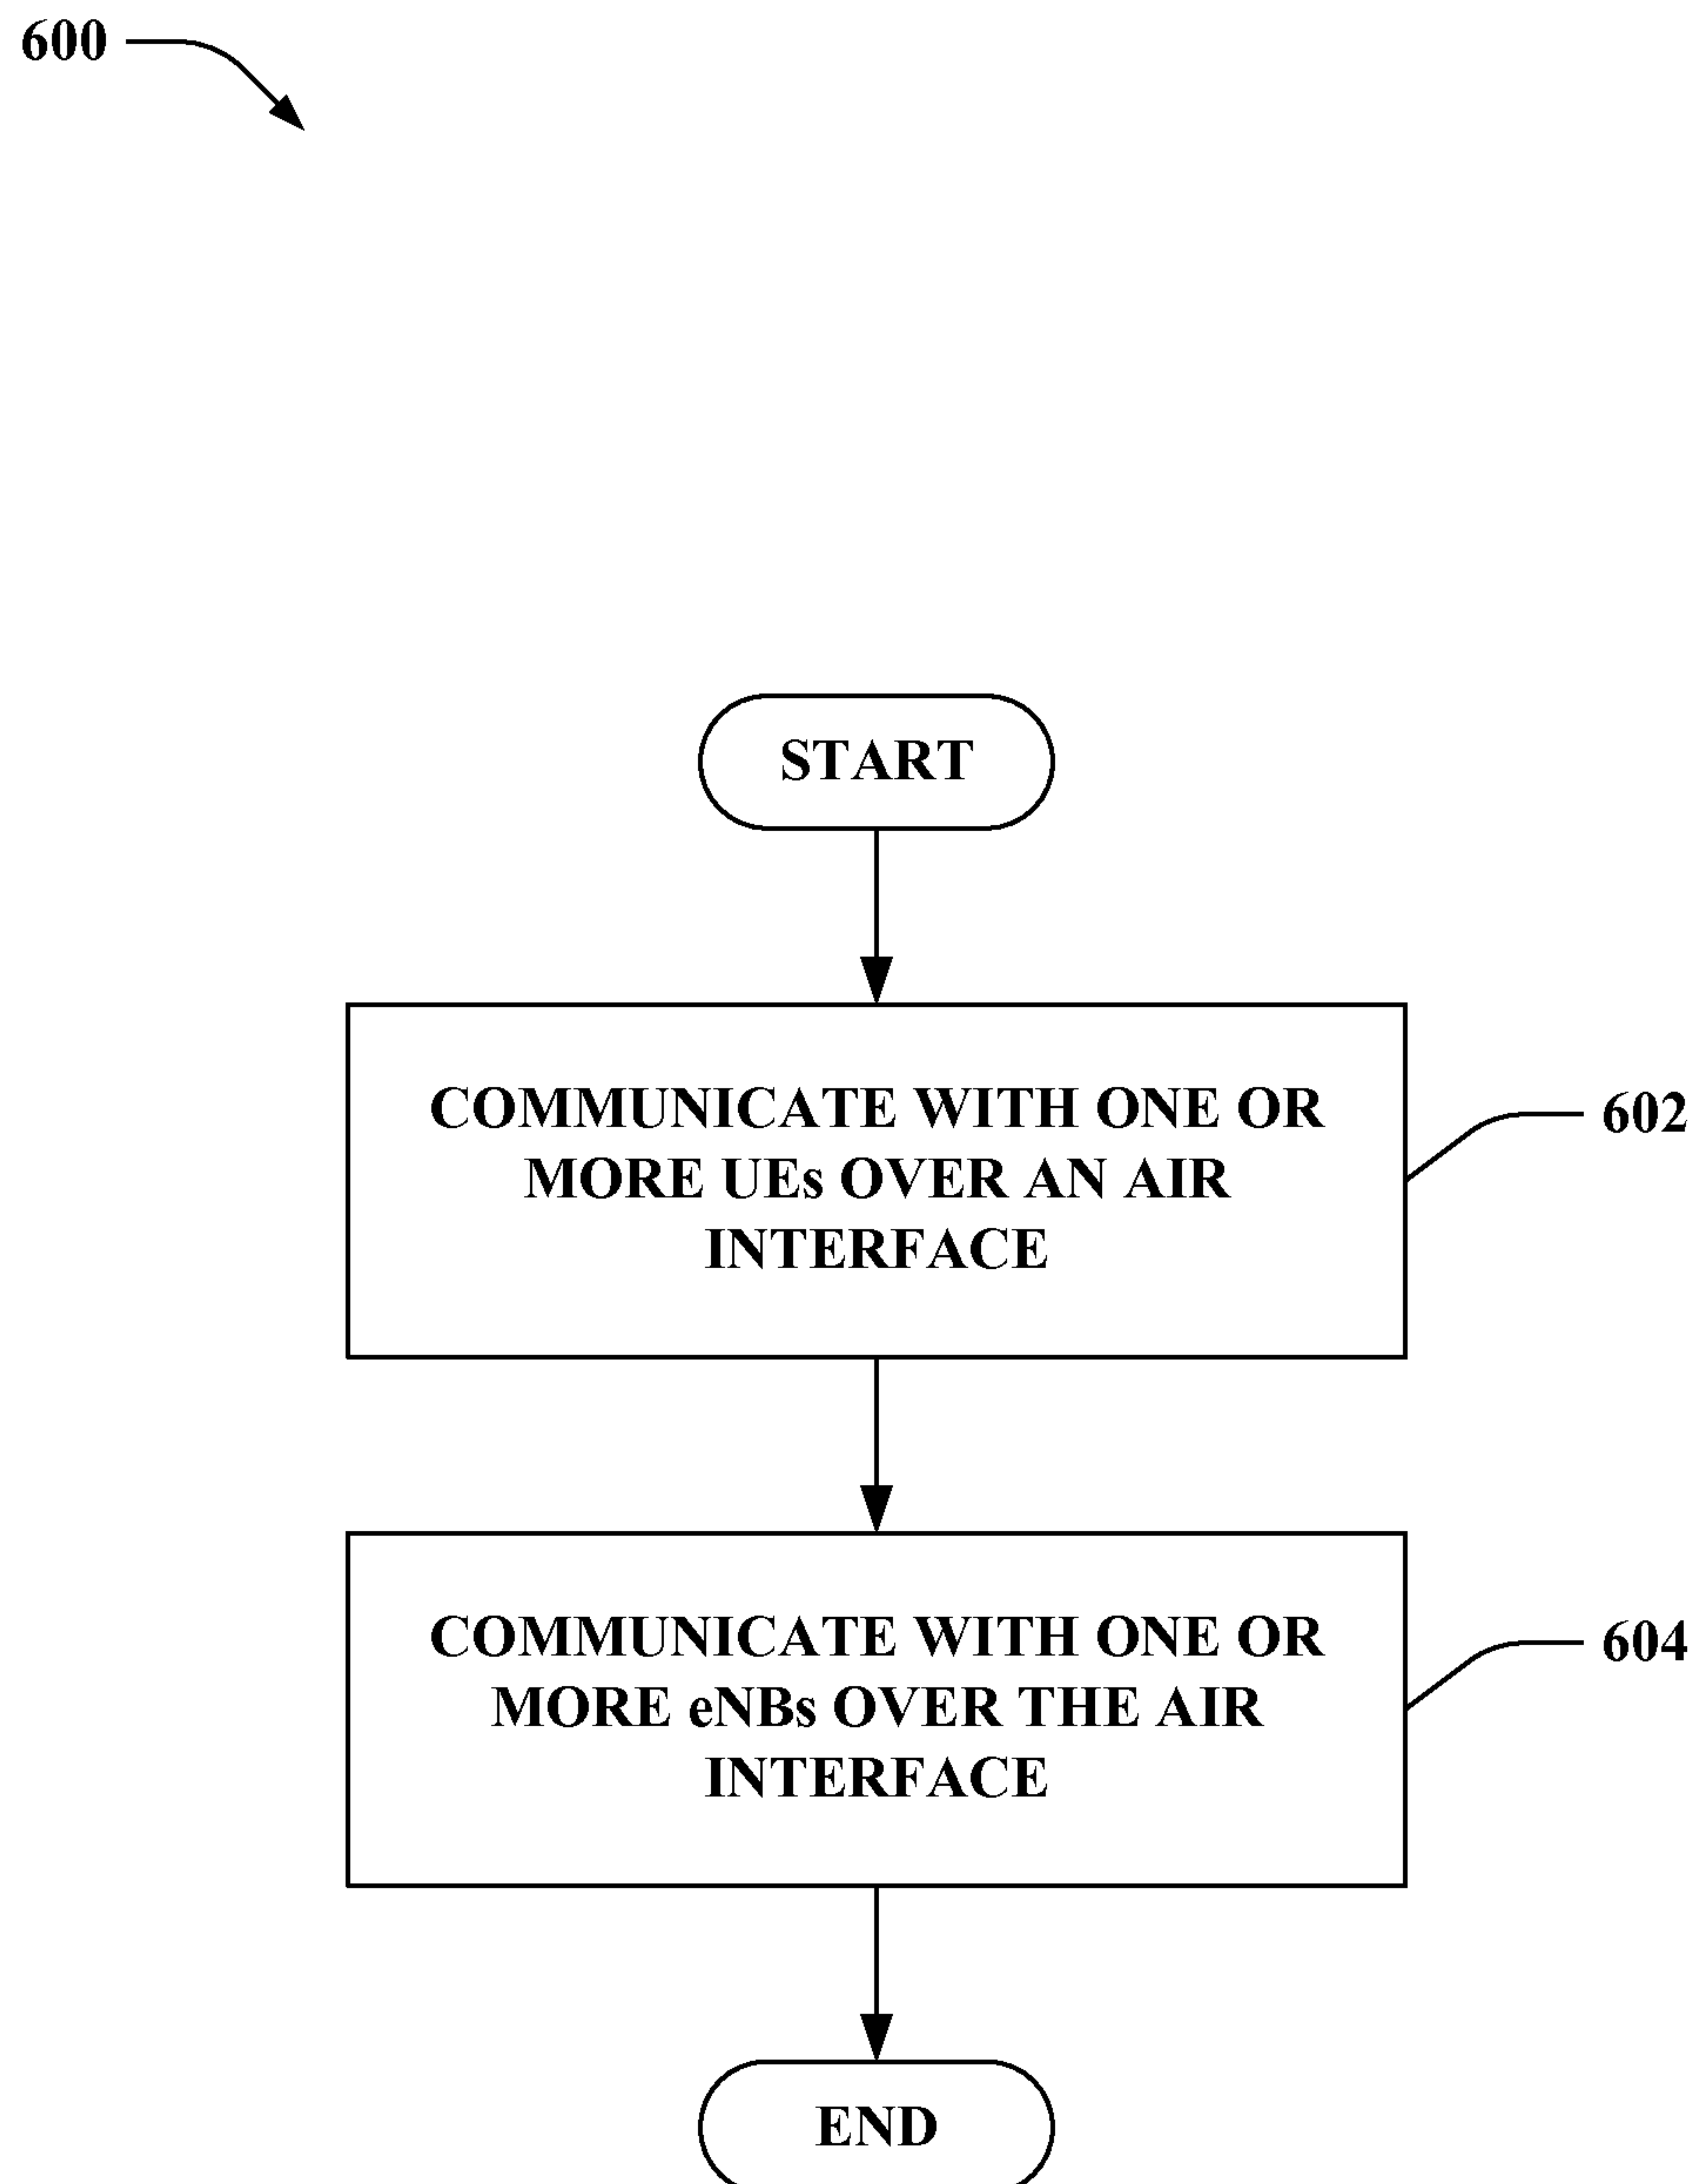 600
START
COMMUNICATE WITH ONE OR
MORE UEs OVER AN AIR
INTERFACE
602
COMMUNICATE WITH ONE OR
MORE eNBs OVER THE AIR
INTERFACE
604
END